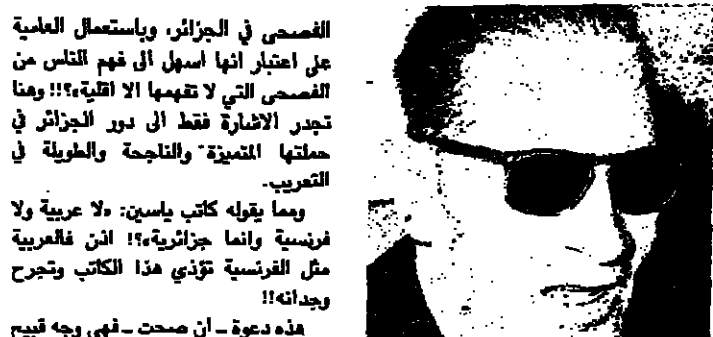 الفصحى في الجزائر، وباستعمال العامية
على اعتبار انها اسهل الى فهم الناس من
الفصحى التي لا تفهمها الا اقلية»؟!! وهنا
تجدر الاشارة فقط الى دور الجزائر في
حملتها المتميزة والناجحة والطويلة في
التعريب.
ومما يقوله كاتب ياسين: «لا عربية ولا
فرنسية وانما جزائرية»؟! اذن فالعربية
مثل الفرنسية تؤذي هذا الكاتب وتجرح
وجدانه!!
هذه دعوة ـ ان صحت ـ فهي وجه قبيح